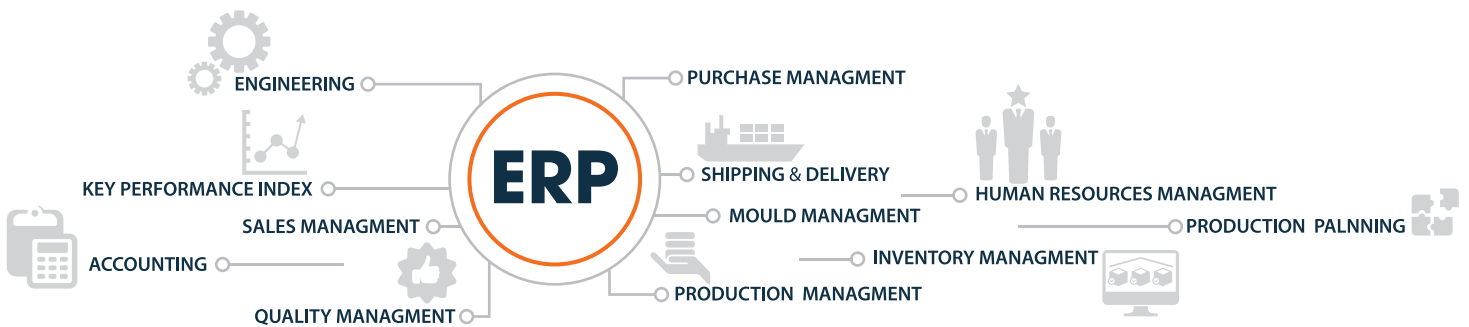 ENGINEERING
PURCHASE MANAGMENT
KEY PERFORMANCE INDEX
ERP
SHIPPING & DELIVERY
HUMAN RESOURCES MANAGMENT
SALES MANAGMENT
MOULD MANAGMENT
PRODUCTION PALNNING
ACCOUNTING
INVENTORY MANAGMENT
QUALITY MANAGMENT
PRODUCTION MANAGMENT